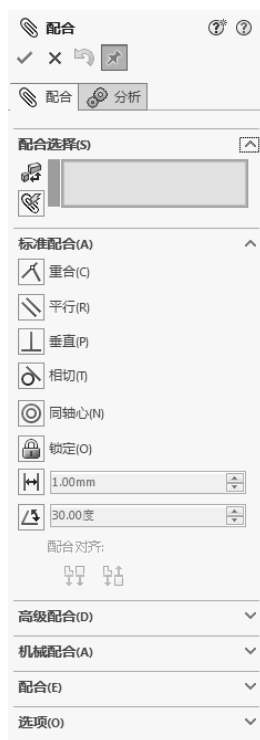 配合
配合 分析
配合选择(S)
标准配合(A)
重合(C)
平行(R)
垂直(P)
相切(T)
同轴心(N)
锁定(O)
1.00mm
30.00度
配合对齐:
高级配合(D)
机械配合(A)
配合(E)
选项(O)